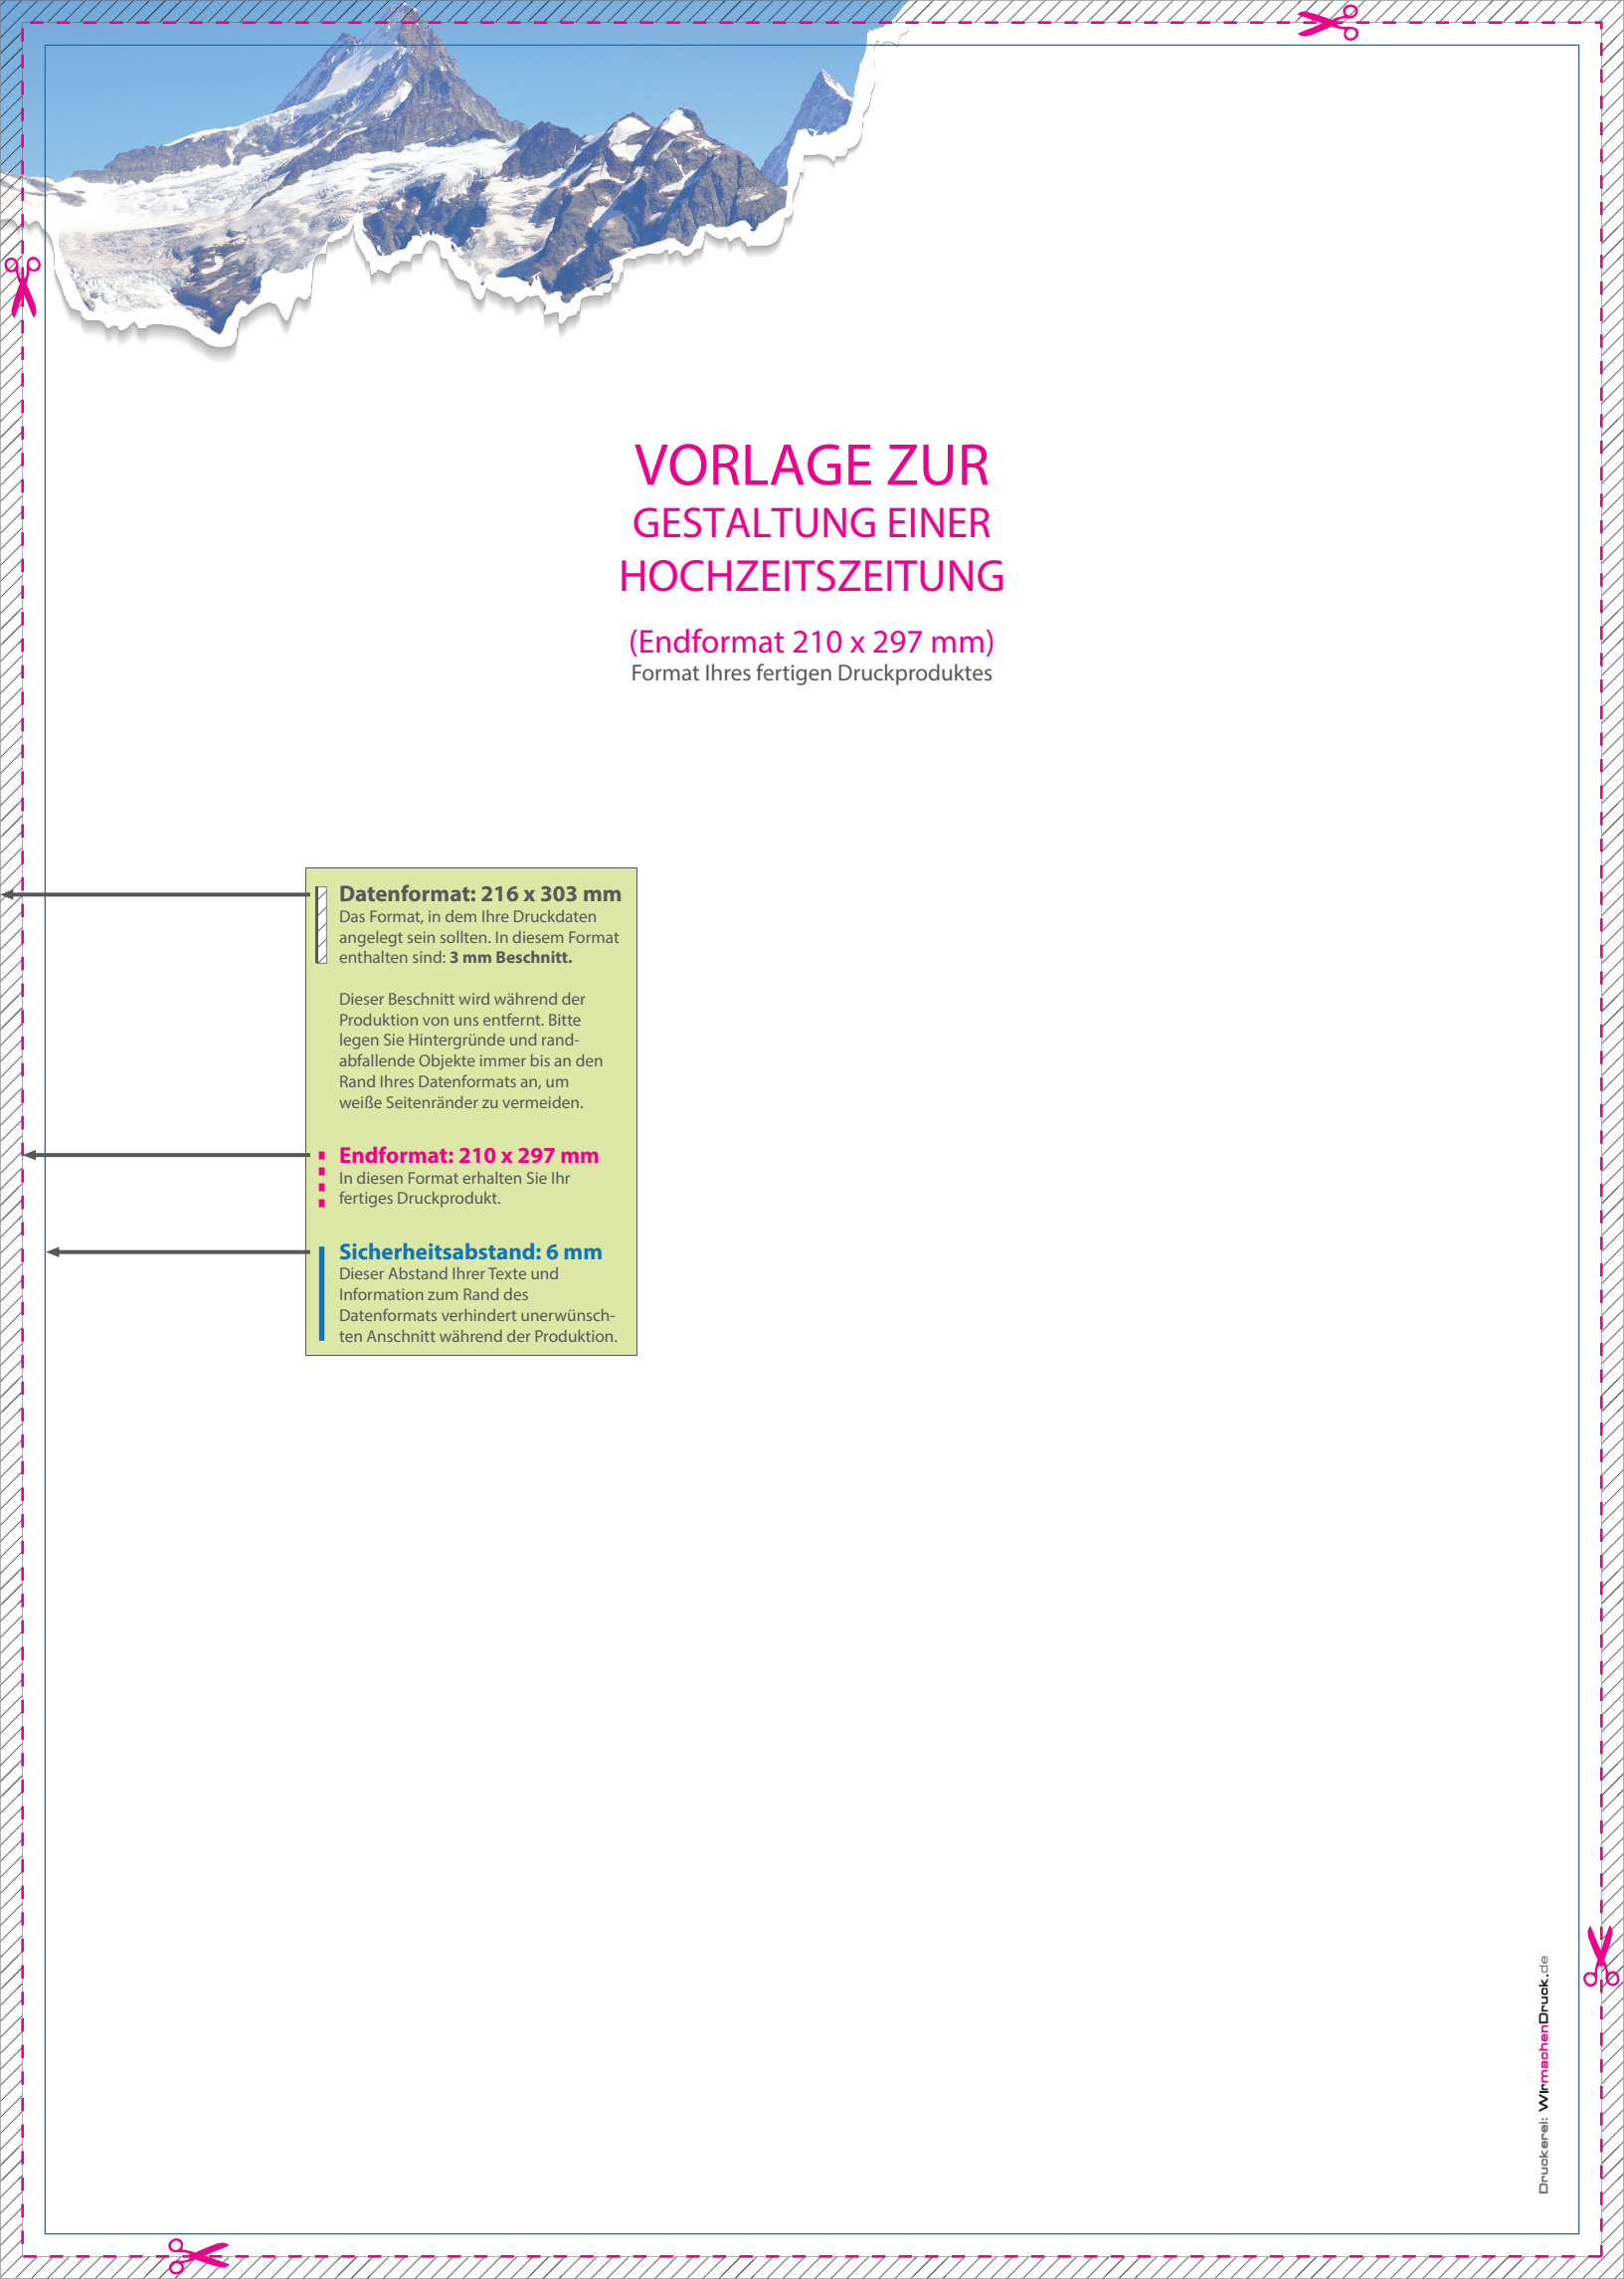 VORLAGE ZUR
GESTALTUNG EINER
HOCHZEITSZEITUNG
(Endformat 210 x 297 mm)
Format Ihres fertigen Druckproduktes
Datenformat: 216 x 303 mm
Das Format, in dem Ihre Druckdaten
angelegt sein sollten. In diesem Format
enthalten sind: 3 mm Beschnitt.
Dieser Beschnitt wird während der
Produktion von uns entfernt. Bitte
legen Sie Hintergründe und rand-
abfallende Objekte immer bis an den
Rand Ihres Datenformats an, um
weiße Seitenränder zu vermeiden.
Endformat: 210 x 297 mm
In diesen Format erhalten Sie Ihr
fertiges Druckprodukt.
Sicherheitsabstand: 6 mm
Dieser Abstand Ihrer Texte und
Information zum Rand des
Datenformats verhindert unerwünsch-
ten Anschnitt während der Produktion.
Druckerei: WirmachenDruck.de